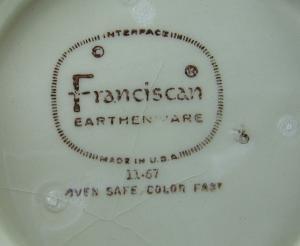 INTERPACE
Franciscan
EARTHENWARE
MADE IN U.S.A.
11-67
OVEN SAFE COLOR FAST